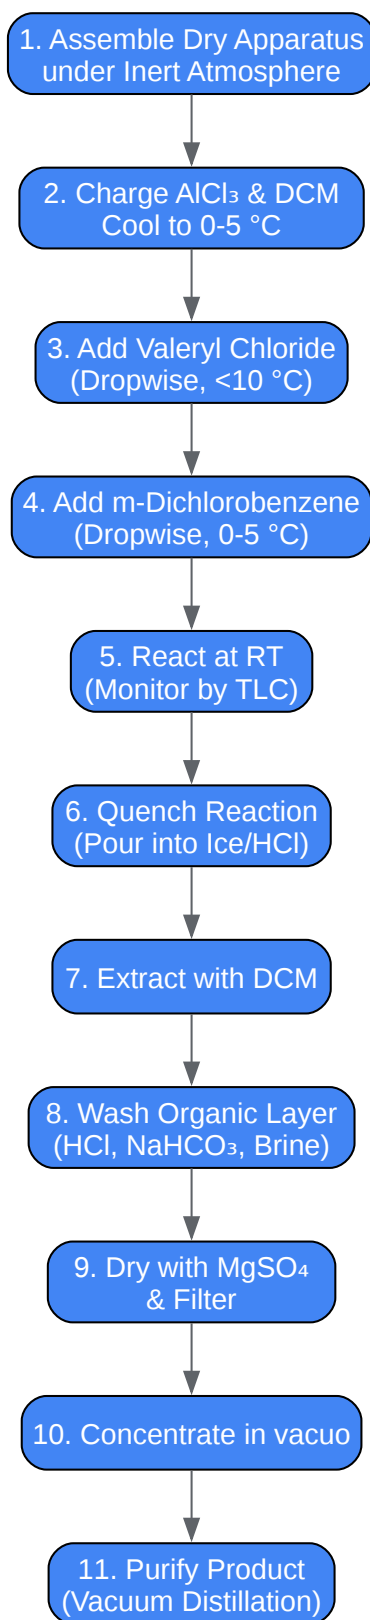 1. Assemble Dry Apparatus
under Inert Atmosphere
2. Charge AlCl₃ & DCM
Cool to 0-5 °C
3. Add Valeryl Chloride
(Dropwise, <10 °C)
4. Add m-Dichlorobenzene
(Dropwise, 0-5 °C)
5. React at RT
(Monitor by TLC)
6. Quench Reaction
(Pour into Ice/HCl)
7. Extract with DCM
8. Wash Organic Layer
(HCl, NaHCO₃, Brine)
9. Dry with MgSO₄
& Filter
10. Concentrate in vacuo
11. Purify Product
(Vacuum Distillation)